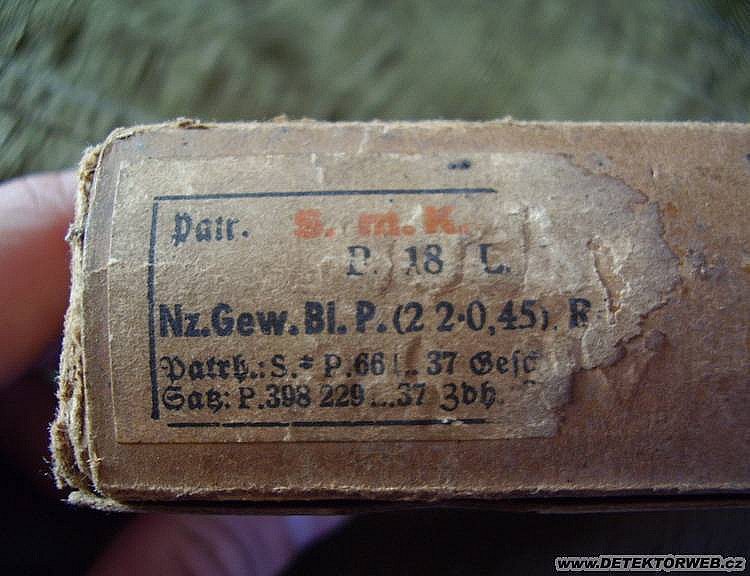 Patr. S. m. K.
P. 18 L.
Nz.Gew.Bl.P.(2 2·0,45). R
Patrh.: S.* P.66 L. 37 Gesch
Satz: P.398 229...37 Zdh.
www.DETEKTORWEB.cz